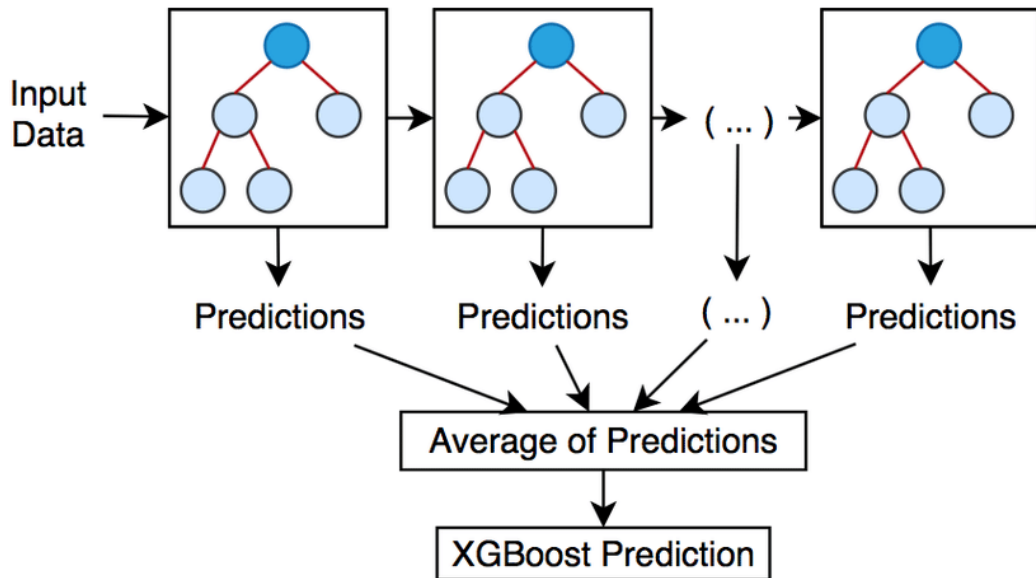 Input
Data
( ... )
Predictions
Predictions
( ... )
Predictions
Average of Predictions
XGBoost Prediction